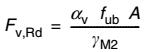 F_v,Rd = α_v f_ub A / γ_M2